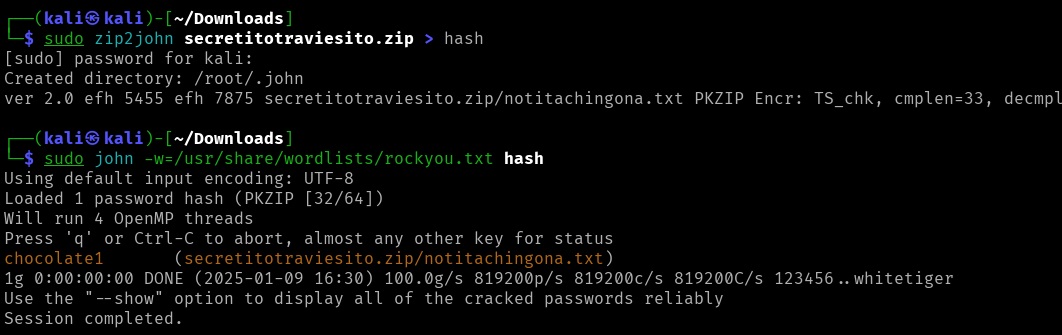 ┌──(kali㉿kali)-[~/Downloads]
└─$ sudo zip2john secretitotraviesito.zip > hash
[sudo] password for kali:
Created directory: /root/.john
ver 2.0 efh 5455 efh 7875 secretitotraviesito.zip/notitachingona.txt PKZIP Encr: TS_chk, cmplen=33, decmpl
┌──(kali㉿kali)-[~/Downloads]
└─$ sudo john -w=/usr/share/wordlists/rockyou.txt hash
Using default input encoding: UTF-8
Loaded 1 password hash (PKZIP [32/64])
Will run 4 OpenMP threads
Press 'q' or Ctrl-C to abort, almost any other key for status
chocolate1       (secretitotraviesito.zip/notitachingona.txt)
1g 0:00:00:00 DONE (2025-01-09 16:30) 100.0g/s 819200p/s 819200c/s 819200C/s 123456..whitetiger
Use the "--show" option to display all of the cracked passwords reliably
Session completed.